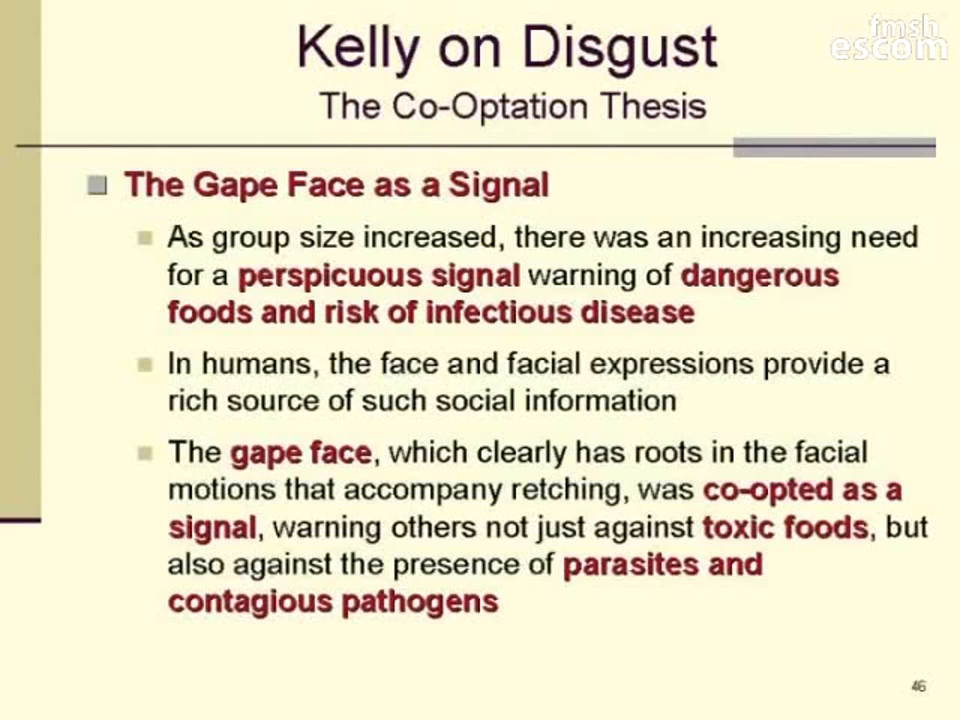 fmsh
escom
Kelly on Disgust
The Co-Optation Thesis
The Gape Face as a Signal
As group size increased, there was an increasing need
for a perspicuous signal warning of dangerous
foods and risk of infectious disease
In humans, the face and facial expressions provide a
rich source of such social information
The gape face, which clearly has roots in the facial
motions that accompany retching, was co-opted as a
signal, warning others not just against toxic foods, but
also against the presence of parasites and
contagious pathogens
46